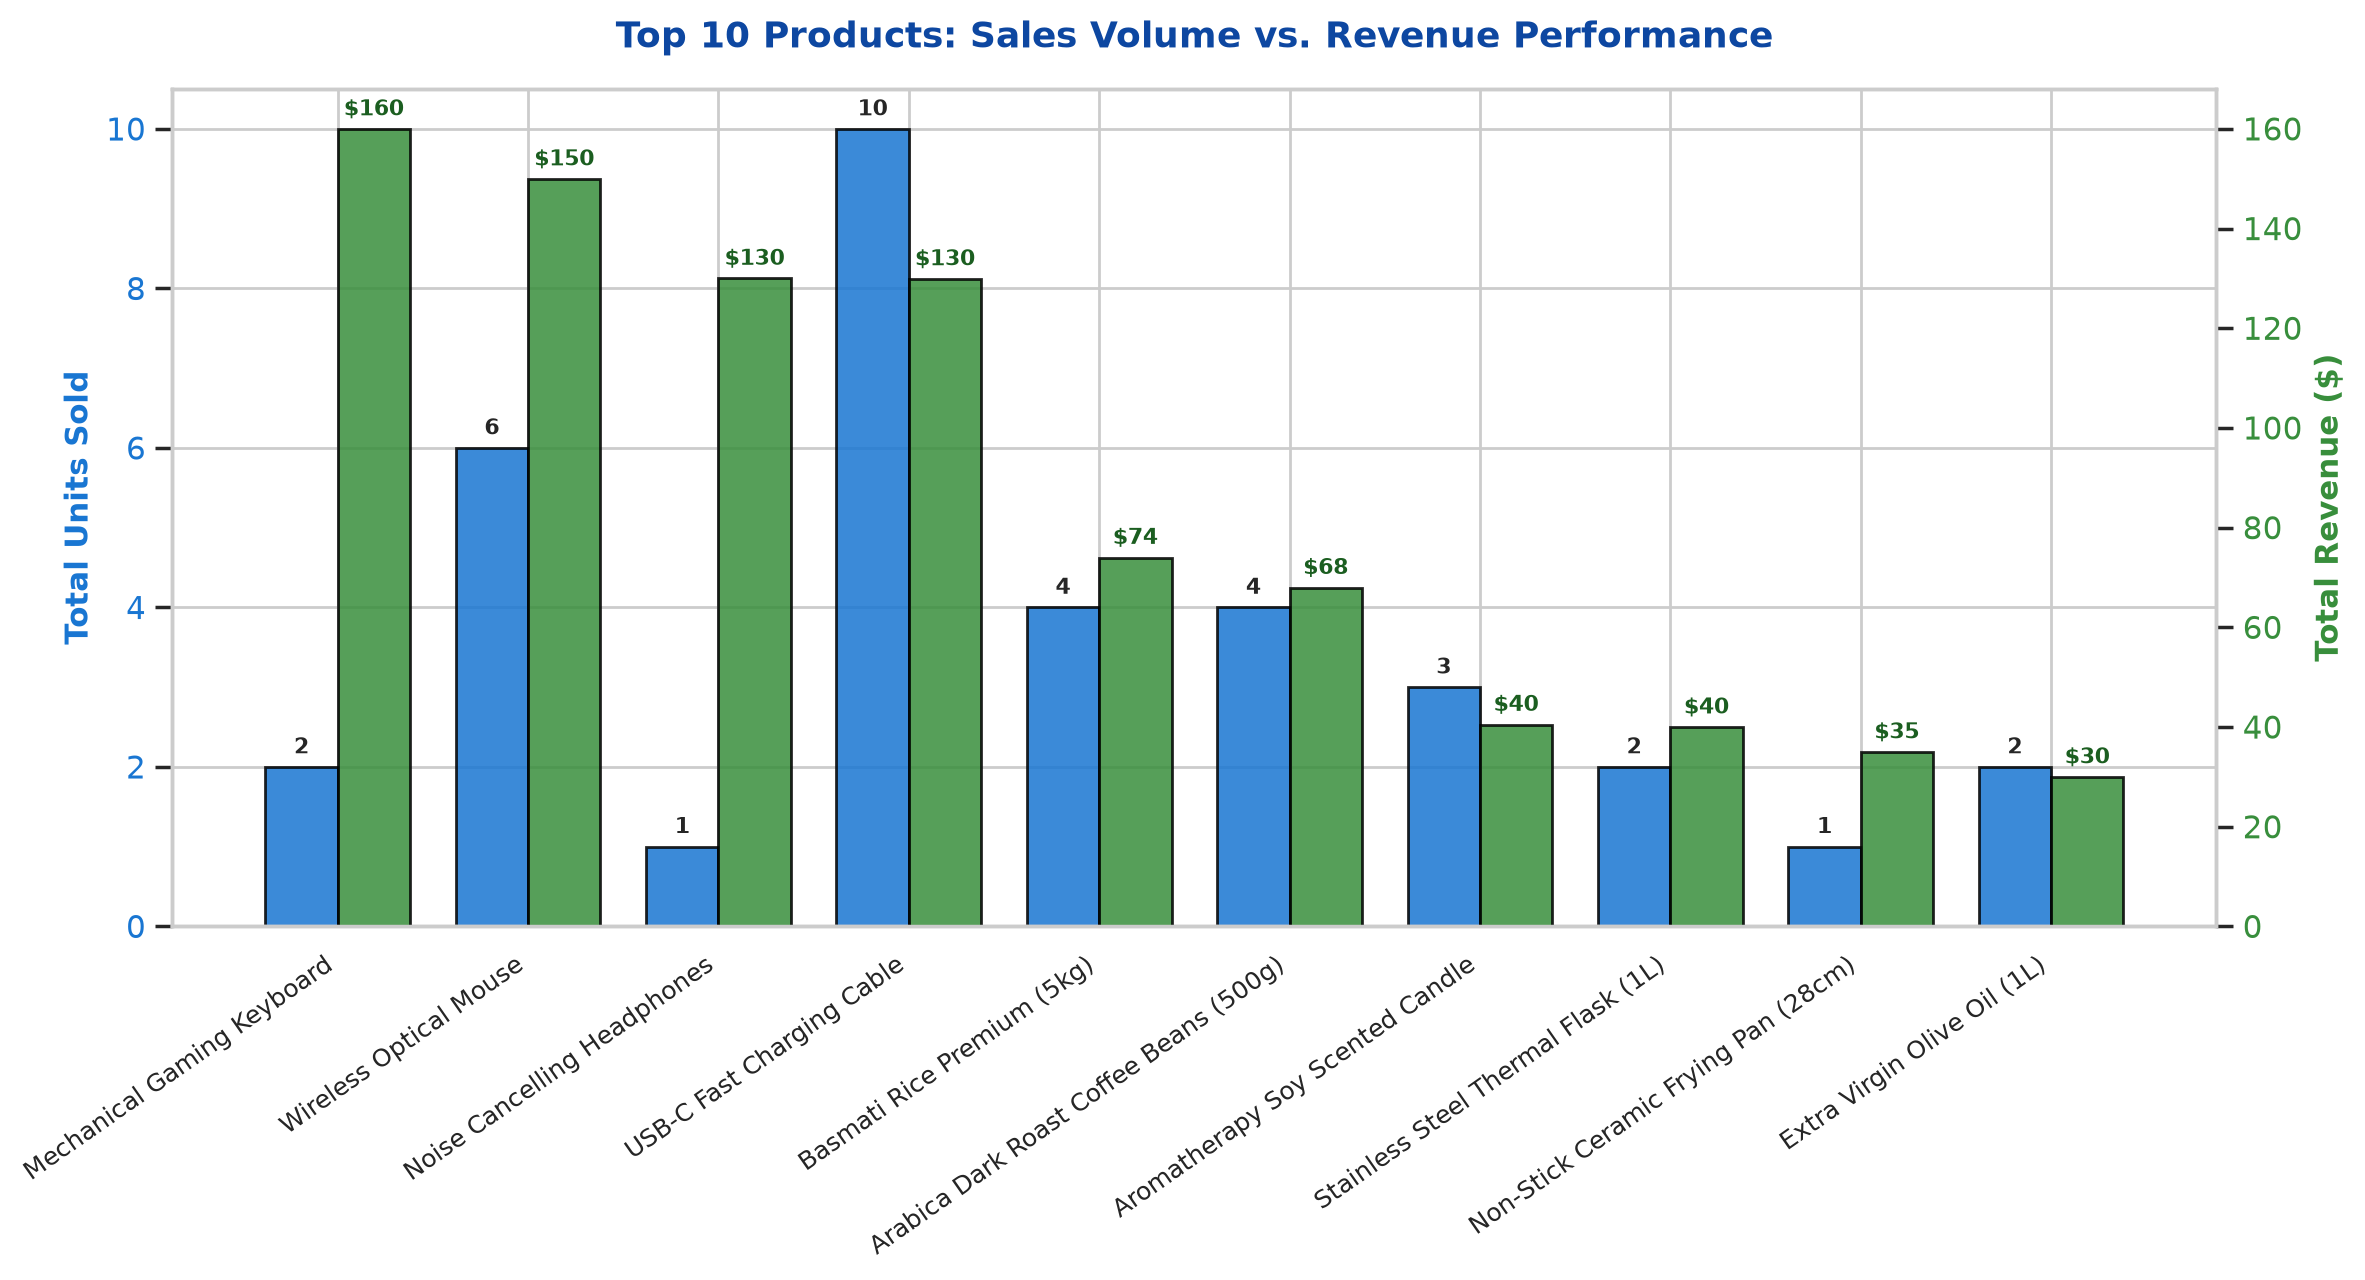 Top 10 Products: Sales Volume vs. Revenue Performance
Total Units Sold
10
8
6
4
2
0
2
$160
6
$150
1
$130
10
$130
4
$74
4
$68
3
$40
2
$40
1
$35
2
$30
160
140
120
100
80
60
40
20
0
Total Revenue ($)
Mechanical Gaming Keyboard
Wireless Optical Mouse
Noise Cancelling Headphones
USB-C Fast Charging Cable
Basmati Rice Premium (5kg)
Arabica Dark Roast Coffee Beans (500g)
Aromatherapy Soy Scented Candle
Stainless Steel Thermal Flask (1L)
Non-Stick Ceramic Frying Pan (28cm)
Extra Virgin Olive Oil (1L)